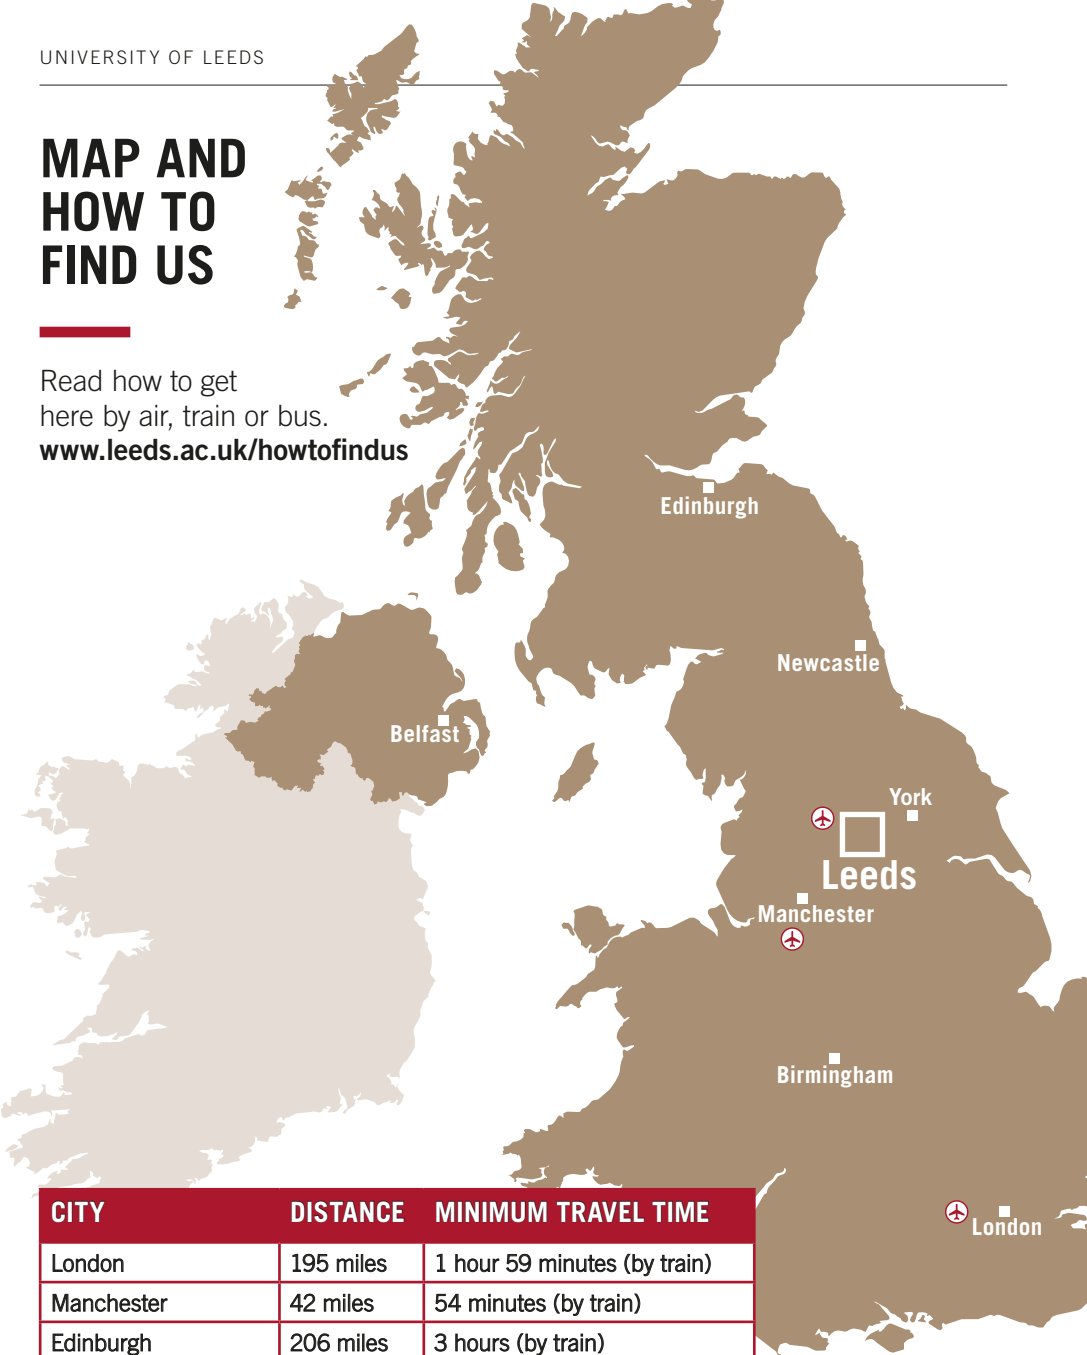 UNIVERSITY OF LEEDS
MAP AND
HOW TO
FIND US
Read how to get
here by air, train or bus.
www.leeds.ac.uk/howtofindus
Edinburgh
Newcastle
Belfast
York
Leeds
Manchester
Birmingham
London
CITY DISTANCE MINIMUM TRAVEL TIME
London 195 miles 1 hour 59 minutes (by train)
Manchester 42 miles 54 minutes (by train)
Edinburgh 206 miles 3 hours (by train)